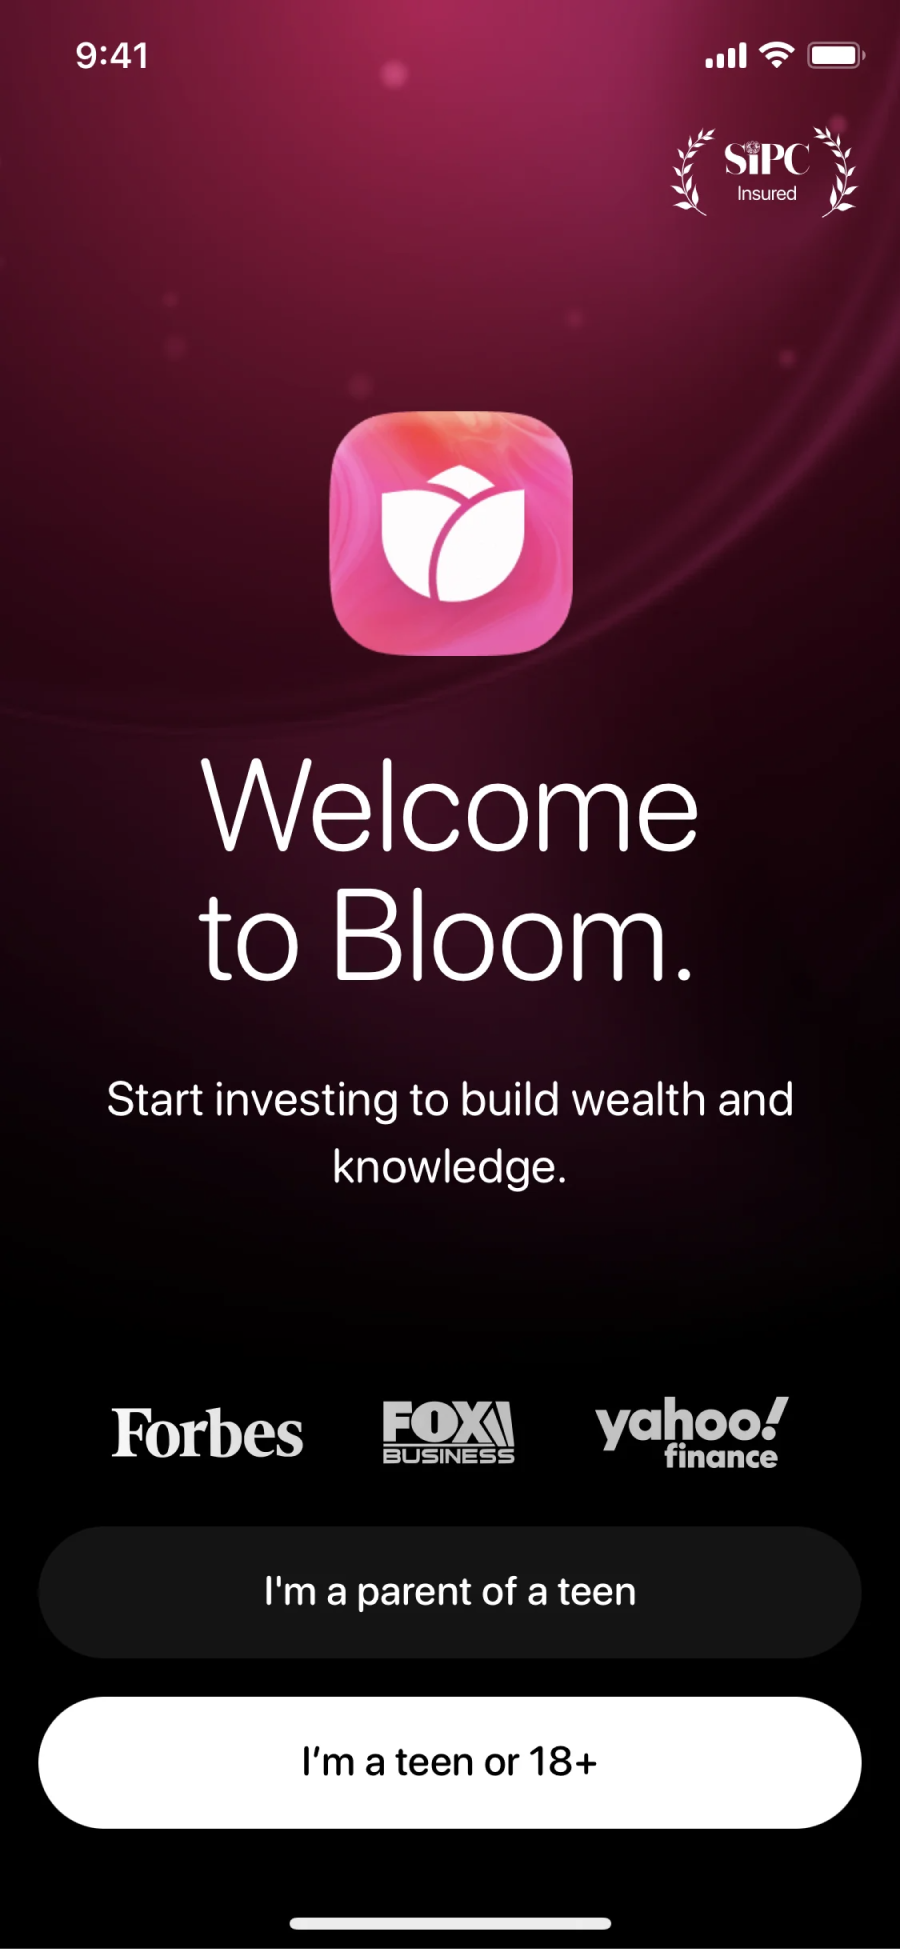 9:41
SiPC
Insured
Welcome
to Bloom.
Start investing to build wealth and
knowledge.
Forbes
FOX
BUSINESS
yahoo!
finance
I'm a parent of a teen
I’m a teen or 18+